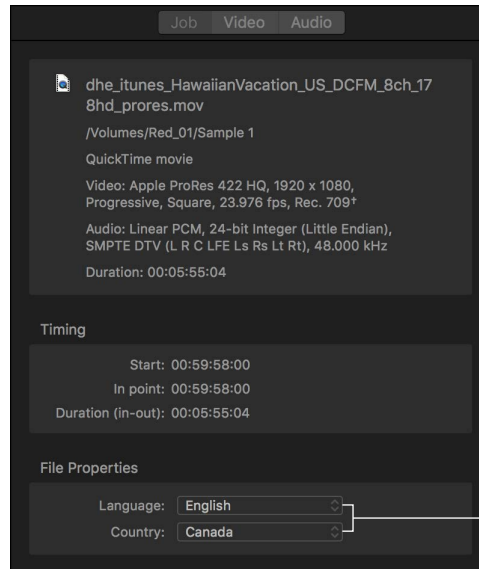 Job Video Audio
dhe_itunes_HawaiianVacation_US_DCFM_8ch_17
8hd_prores.mov
/Volumes/Red_01/Sample 1
QuickTime movie
Video: Apple ProRes 422 HQ, 1920 x 1080,
Progressive, Square, 23.976 fps, Rec. 709†
Audio: Linear PCM, 24-bit Integer (Little Endian),
SMPTE DTV (L R C LFE Ls Rs Lt Rt), 48.000 kHz
Duration: 00:05:55:04
Timing
Start: 00:59:58:00
In point: 00:59:58:00
Duration (in-out): 00:05:55:04
File Properties
Language: English
Country: Canada